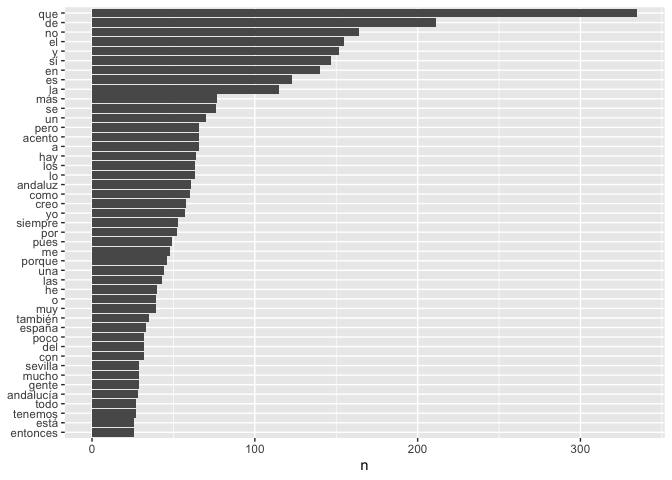 que
de
no
el
y
sí
en
es
la
más
se
un
pero
acento
a
hay
los
lo
andaluz
como
creo
yo
siempre
por
pues
me
porque
una
las
he
o
muy
también
españa
poco
del
con
sevilla
mucho
gente
andalucía
todo
tenemos
está
entonces
0 100 200 300
n